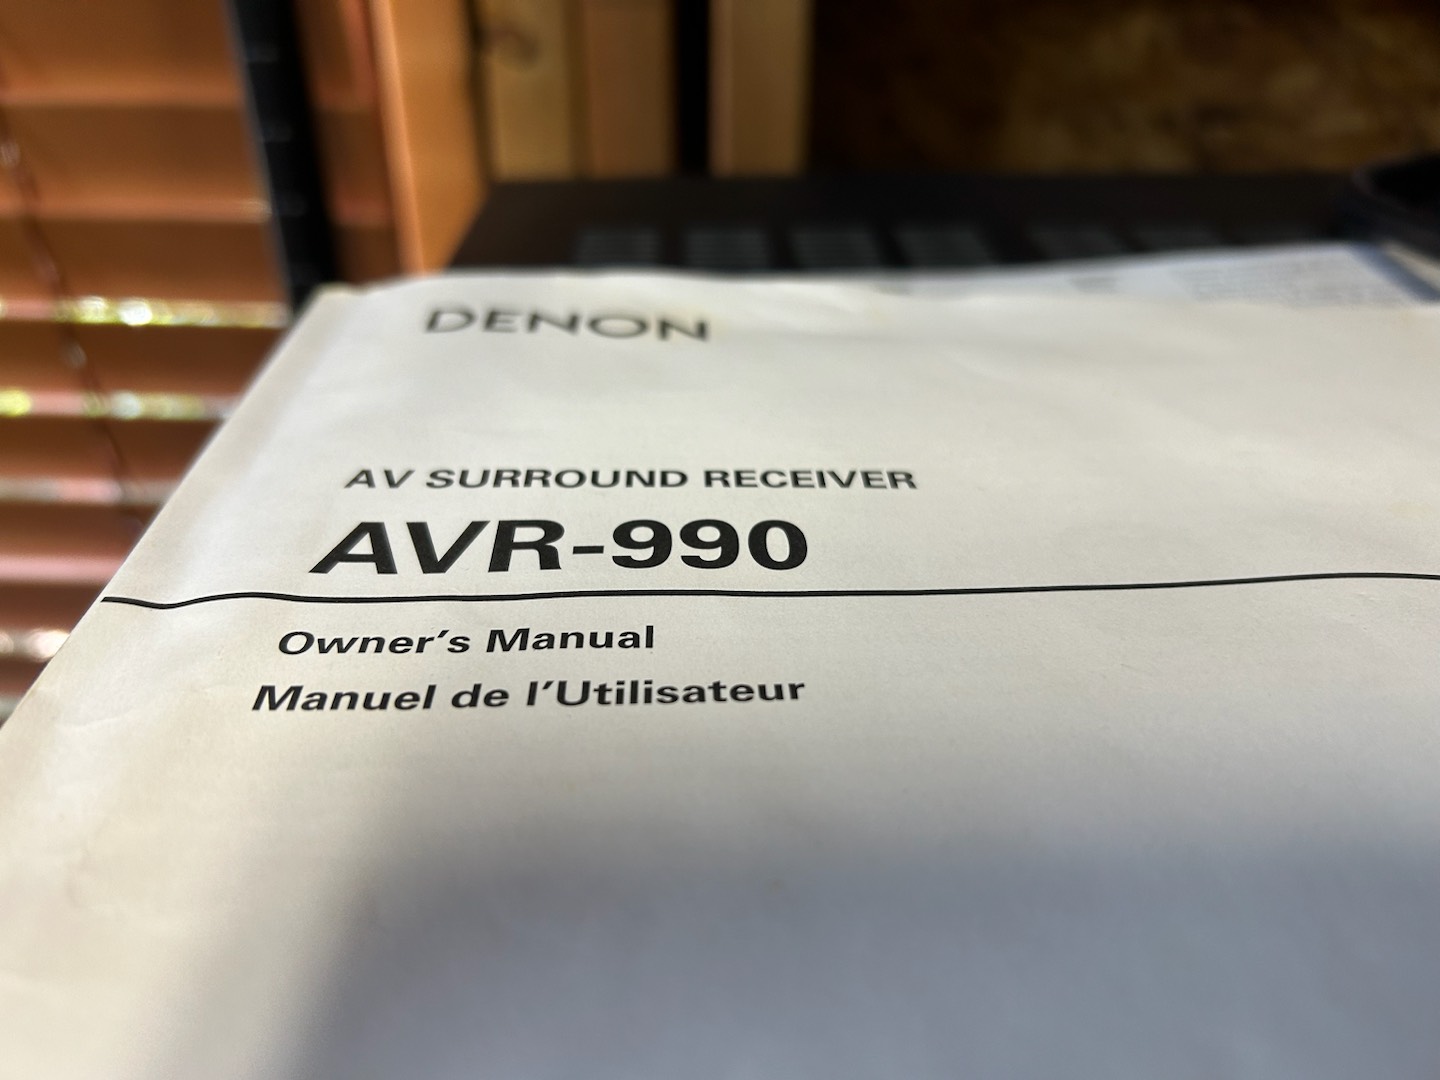 DENON
AV SURROUND RECEIVER
AVR-990
Owner's Manual
Manuel de l'Utilisateur